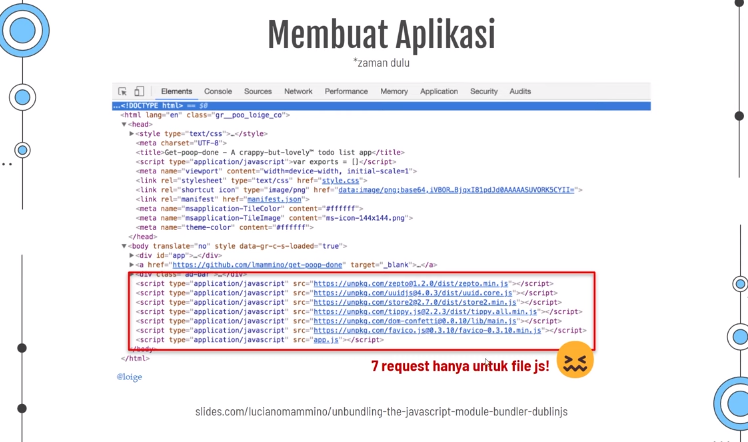 Membuat Aplikasi
*zaman dulu
Elements Console Sources Network Performance Memory Application Security Audits
...<!DOCTYPE html> == $0
<html lang="en" class="gr__poo_loige_co">
▼<head>
▶<style type="text/css">…</style>
<meta charset="UTF-8">
<title>Get-poop-done - A crappy-but-lovely™ todo list app</title>
<script type="application/javascript">var exports = []</script>
<meta name="viewport" content="width=device-width, initial-scale=1">
<link rel="stylesheet" type="text/css" href="style.css">
<link rel="shortcut icon" type="image/png" href="data:image/png;base64,iVBOR…BjqxI81pdJd0AAAAASUVORK5CYII=">
<link rel="manifest" href="manifest.json">
<meta name="msapplication-TileColor" content="#ffffff">
<meta name="msapplication-TileImage" content="ms-icon-144x144.png">
<meta name="theme-color" content="#ffffff">
</head>
▼<body translate="no" style data-gr-c-s-loaded="true">
▶<div id="app">…</div>
▶<a href="https://github.com/lmammino/get-poop-done" target="_blank">…</a>
▶<div class="ad-bar">…</div>
<script type="application/javascript" src="https://unpkg.com/zepto@1.2.0/dist/zepto.min.js"></script>
<script type="application/javascript" src="https://unpkg.com/uuidjs@4.0.3/dist/uuid.core.js"></script>
<script type="application/javascript" src="https://unpkg.com/store2@2.7.0/dist/store2.min.js"></script>
<script type="application/javascript" src="https://unpkg.com/tippy.js@2.2.3/dist/tippy.all.min.js"></script>
<script type="application/javascript" src="https://unpkg.com/dom-confetti@0.0.10/lib/main.js"></script>
<script type="application/javascript" src="https://unpkg.com/favico.js@0.3.10/favico-0.3.10.min.js"></script>
<script type="application/javascript" src="app.js"></script>
</body>
</html>
7 request hanya untuk file js!
@loige
slides.com/lucianomammino/unbundling-the-javascript-module-bundler-dublinjs